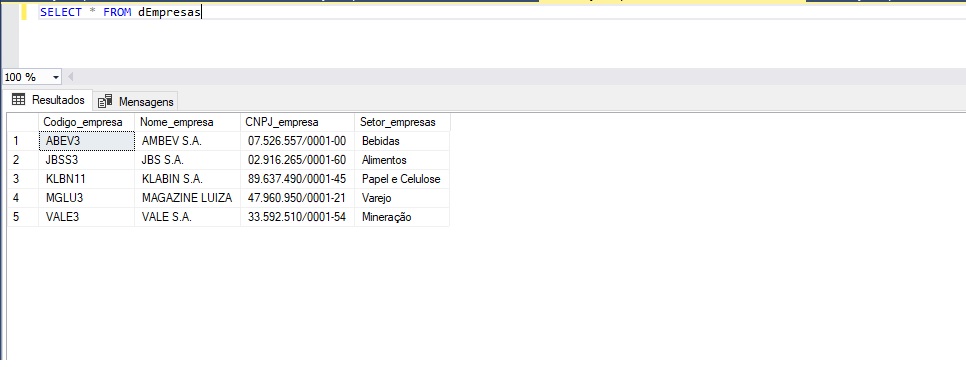 SELECT * FROM dEmpresas
100 %
Resultados Mensagens
Codigo_empresa Nome_empresa CNPJ_empresa Setor_empresas
1 ABEV3 AMBEV S.A. 07.526.557/0001-00 Bebidas
2 JBSS3 JBS S.A. 02.916.265/0001-60 Alimentos
3 KLBN11 KLABIN S.A. 89.637.490/0001-45 Papel e Celulose
4 MGLU3 MAGAZINE LUIZA 47.960.950/0001-21 Varejo
5 VALE3 VALE S.A. 33.592.510/0001-54 Mineração